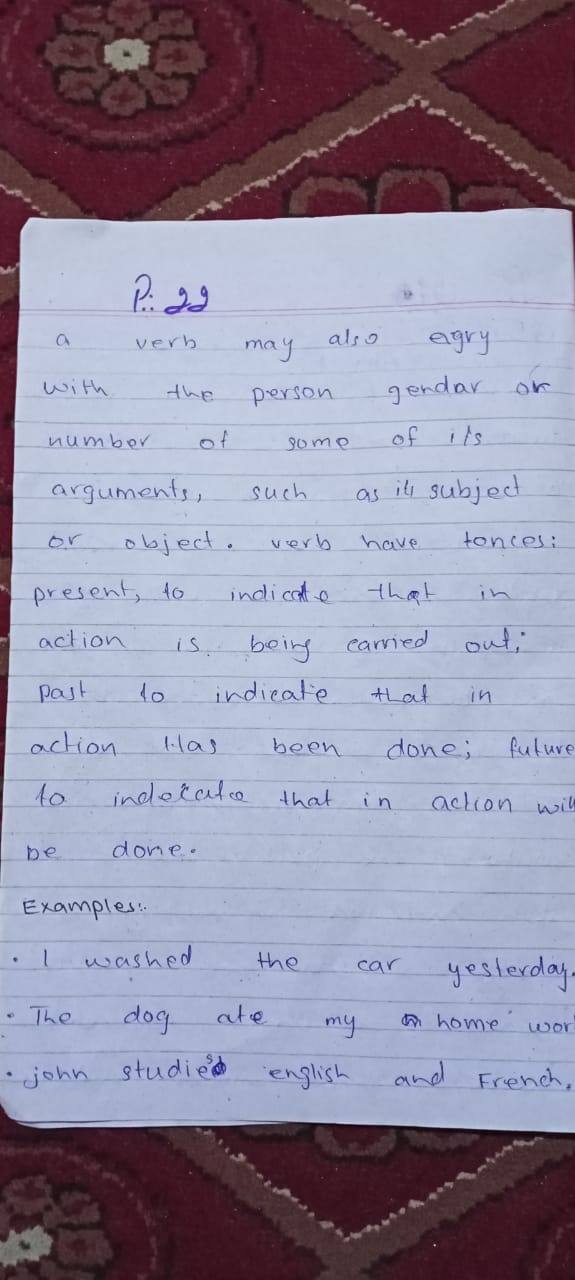 P.: 22
a verb may also agry
with the person gendar or
number of some of its
arguments, such as its subject
or object. verb have tonces:
present, to indicate that in
action is being carried out;
past to indicate that in
action Has been done; future
to indecate that in action will
be done.
Examples:.
• I washed the car yesterday.
• The dog ate my home wor
• john studies english and French.